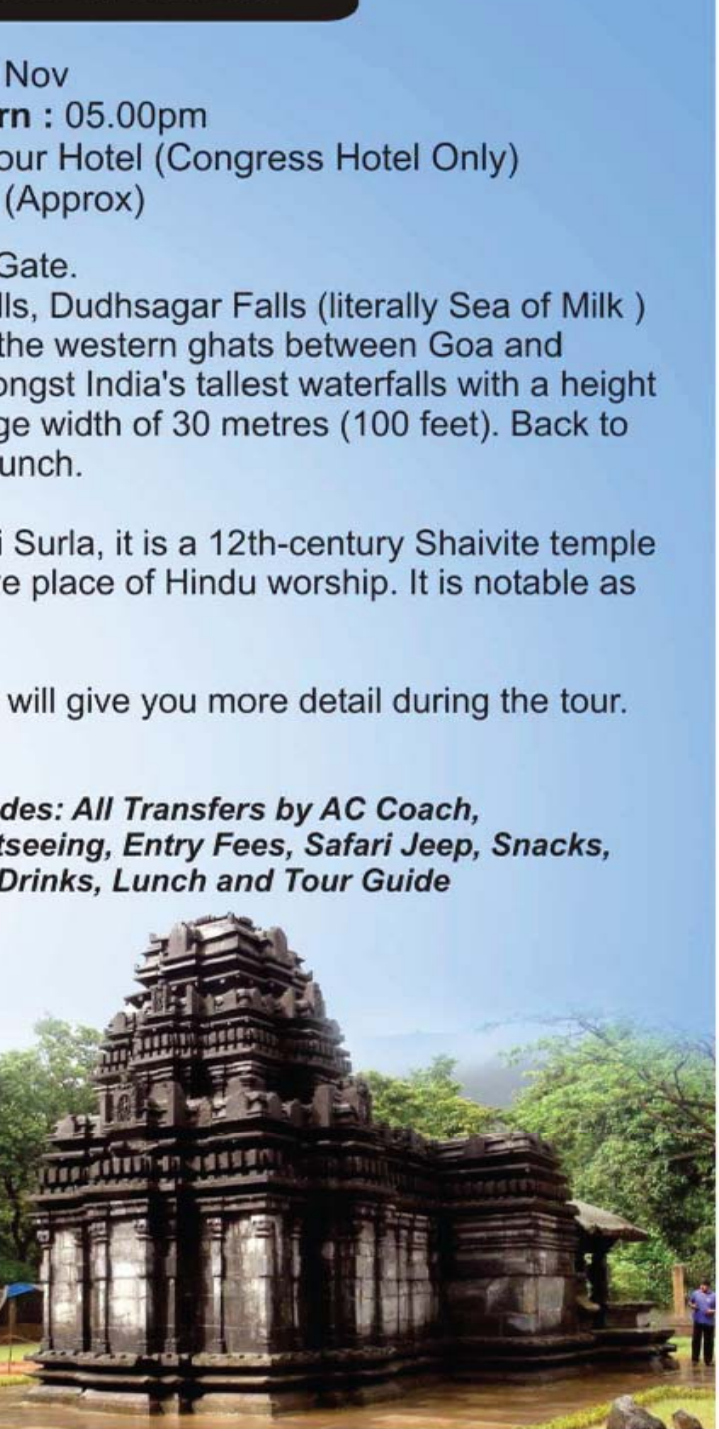 Nov
rn : 05.00pm
our Hotel (Congress Hotel Only)
(Approx)
Gate.
lls, Dudhsagar Falls (literally Sea of Milk )
the western ghats between Goa and
ongst India's tallest waterfalls with a height
ge width of 30 metres (100 feet). Back to
unch.
i Surla, it is a 12th-century Shaivite temple
e place of Hindu worship. It is notable as
will give you more detail during the tour.
des: All Transfers by AC Coach,
tseeing, Entry Fees, Safari Jeep, Snacks,
Drinks, Lunch and Tour Guide